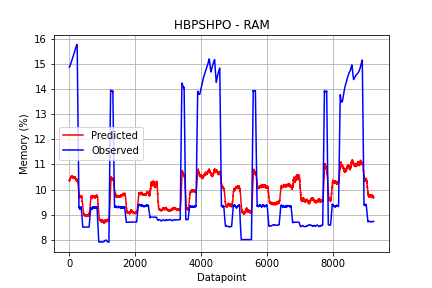 HBPSHPO - RAM
Memory (%)
16
15
14
13
12
11
10
9
8
Predicted
Observed
0
2000
4000
6000
8000
Datapoint